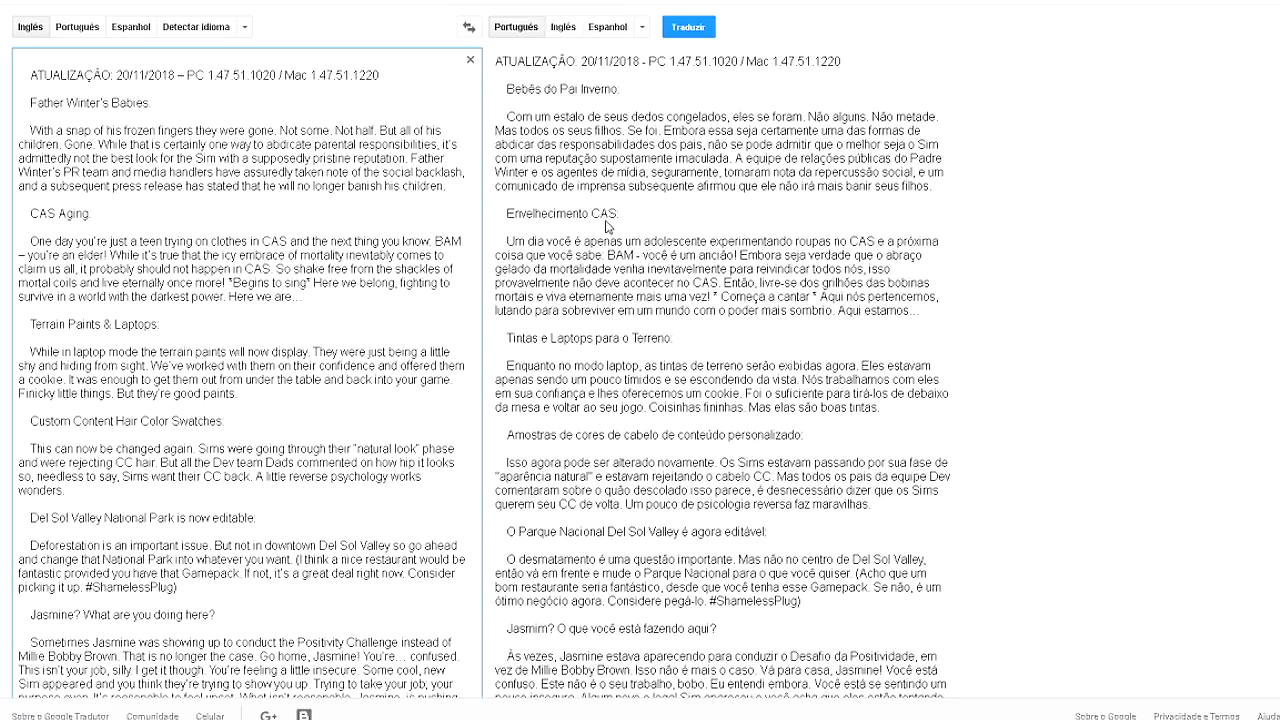 Inglês Português Espanhol Detectar idioma Português Inglês Espanhol Traduzir
ATUALIZAÇÃO: 20/11/2018 – PC 1.47.51.1020 / Mac 1.47.51.1220
Father Winter's Babies:
With a snap of his frozen fingers they were gone. Not some. Not half. But all of his
children. Gone. While that is certainly one way to abdicate parental responsibilities, it's
admittedly not the best look for the Sim with a supposedly pristine reputation. Father
Winter's PR team and media handlers have assuredly taken note of the social backlash,
and a subsequent press release has stated that he will no longer banish his children.
CAS Aging:
One day you're just a teen trying on clothes in CAS and the next thing you know: BAM
– you're an elder! While it's true that the icy embrace of mortality inevitably comes to
claim us all, it probably should not happen in CAS. So shake free from the shackles of
mortal coils and live eternally once more! *Begins to sing* Here we belong, fighting to
survive in a world with the darkest power. Here we are…
Terrain Paints & Laptops:
While in laptop mode the terrain paints will now display. They were just being a little
shy and hiding from sight. We've worked with them on their confidence and offered them
a cookie. It was enough to get them out from under the table and back into your game.
Finicky little things. But they're good paints.
Custom Content Hair Color Swatches:
This can now be changed again. Sims were going through their "natural look" phase
and were rejecting CC hair. But all the Dev team Dads commented on how hip it looks
so, needless to say, Sims want their CC back. A little reverse psychology works
wonders.
Del Sol Valley National Park is now editable:
Deforestation is an important issue. But not in downtown Del Sol Valley so go ahead
and change that National Park into whatever you want. (I think a nice restaurant would be
fantastic provided you have that Gamepack. If not, it's a great deal right now. Consider
picking it up. #ShamelessPlug)
Jasmine? What are you doing here?
Sometimes Jasmine was showing up to conduct the Positivity Challenge instead of
Millie Bobby Brown. That is no longer the case. Go home, Jasmine! You're… confused.
This isn't your job, silly. I get it though. You're feeling a little insecure. Some cool, new
Sim appeared and you think they're trying to show you up. Trying to take your job, your
ATUALIZAÇÃO: 20/11/2018 - PC 1.47.51.1020 / Mac 1.47.51.1220
Bebês do Pai Inverno:
Com um estalo de seus dedos congelados, eles se foram. Não alguns. Não metade.
Mas todos os seus filhos. Se foi. Embora essa seja certamente uma das formas de
abdicar das responsabilidades dos pais, não se pode admitir que o melhor seja o Sim
com uma reputação supostamente imaculada. A equipe de relações públicas do Padre
Winter e os agentes de mídia, seguramente, tomaram nota da repercussão social, e um
comunicado de imprensa subsequente afirmou que ele não irá mais banir seus filhos.
Envelhecimento CAS:
Um dia você é apenas um adolescente experimentando roupas no CAS e a próxima
coisa que você sabe: BAM - você é um ancião! Embora seja verdade que o abraço
gelado da mortalidade venha inevitavelmente para reivindicar todos nós, isso
provavelmente não deve acontecer no CAS. Então, livre-se dos grilhões das bobinas
mortais e viva eternamente mais uma vez! * Começa a cantar * Aqui nós pertencemos,
lutando para sobreviver em um mundo com o poder mais sombrio. Aqui estamos…
Tintas e Laptops para o Terreno:
Enquanto no modo laptop, as tintas de terreno serão exibidas agora. Eles estavam
apenas sendo um pouco tímidos e se escondendo da vista. Nós trabalhamos com eles
em sua confiança e lhes oferecemos um cookie. Foi o suficiente para tirá-los de debaixo
da mesa e voltar ao seu jogo. Coisinhas fininhas. Mas elas são boas tintas.
Amostras de cores de cabelo de conteúdo personalizado:
Isso agora pode ser alterado novamente. Os Sims estavam passando por sua fase de
"aparência natural" e estavam rejeitando o cabelo CC. Mas todos os pais da equipe Dev
comentaram sobre o quão descolado isso parece, é desnecessário dizer que os Sims
querem seu CC de volta. Um pouco de psicologia reversa faz maravilhas.
O Parque Nacional Del Sol Valley é agora editável:
O desmatamento é uma questão importante. Mas não no centro de Del Sol Valley,
então vá em frente e mude o Parque Nacional para o que você quiser. (Acho que um
bom restaurante seria fantástico, desde que você tenha esse Gamepack. Se não, é um
ótimo negócio agora. Considere pegá-lo. #ShamelessPlug)
Jasmim? O que você está fazendo aqui?
Às vezes, Jasmine estava aparecendo para conduzir o Desafio da Positividade, em
vez de Millie Bobby Brown. Isso não é mais o caso. Vá para casa, Jasmine! Você está
confuso. Este não é o seu trabalho, bobo. Eu entendi embora. Você está se sentindo um
Sobre o Google Tradutor Comunidade Celular G+ Sobre o Google Privacidade e Termos Ajuda